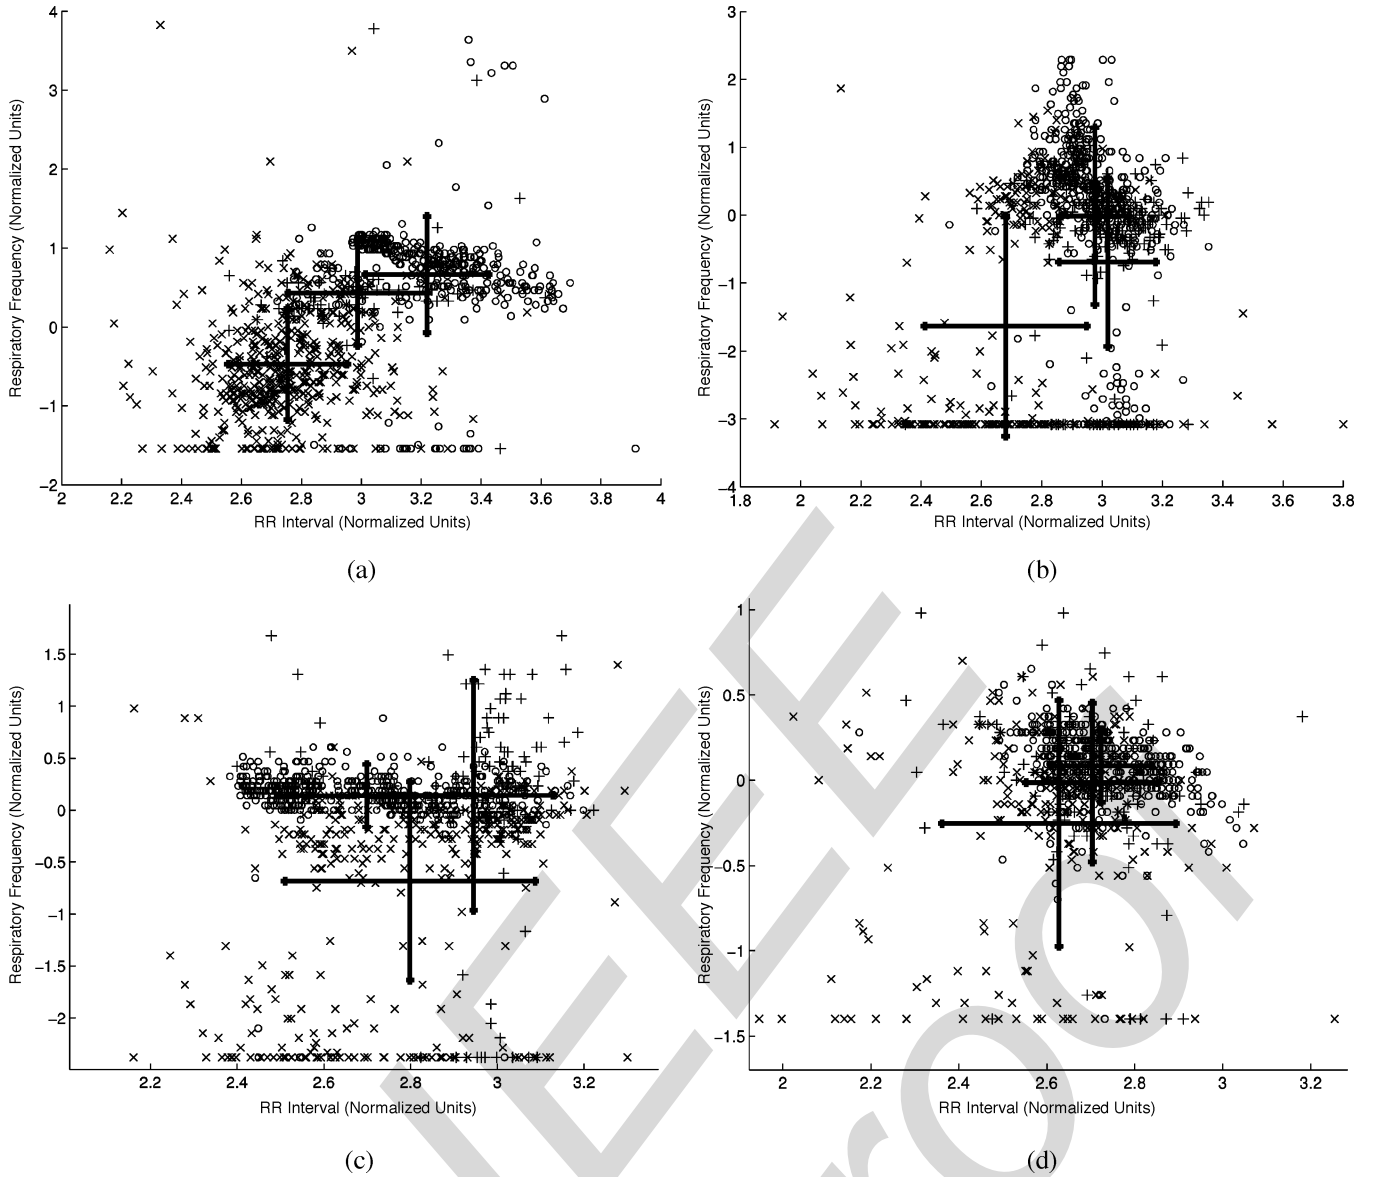 4
3
2
1
0
−1
−2
2 2.2 2.4 2.6 2.8 3 3.2 3.4 3.6 3.8 4
Respiratory Frequency (Normalized Units)
RR Interval (Normalized Units)
(a)
3
2
1
0
−1
−2
−3
−4
1.8 2 2.2 2.4 2.6 2.8 3 3.2 3.4 3.6 3.8
Respiratory Frequency (Normalized Units)
RR Interval (Normalized Units)
(b)
1.5
1
0.5
0
−0.5
−1
−1.5
−2
2.2 2.4 2.6 2.8 3 3.2
Respiratory Frequency (Normalized Units)
RR Interval (Normalized Units)
(c)
1
0.5
0
−0.5
−1
−1.5
2 2.2 2.4 2.6 2.8 3 3.2
Respiratory Frequency (Normalized Units)
RR Interval (Normalized Units)
(d)
IEEE
Proof